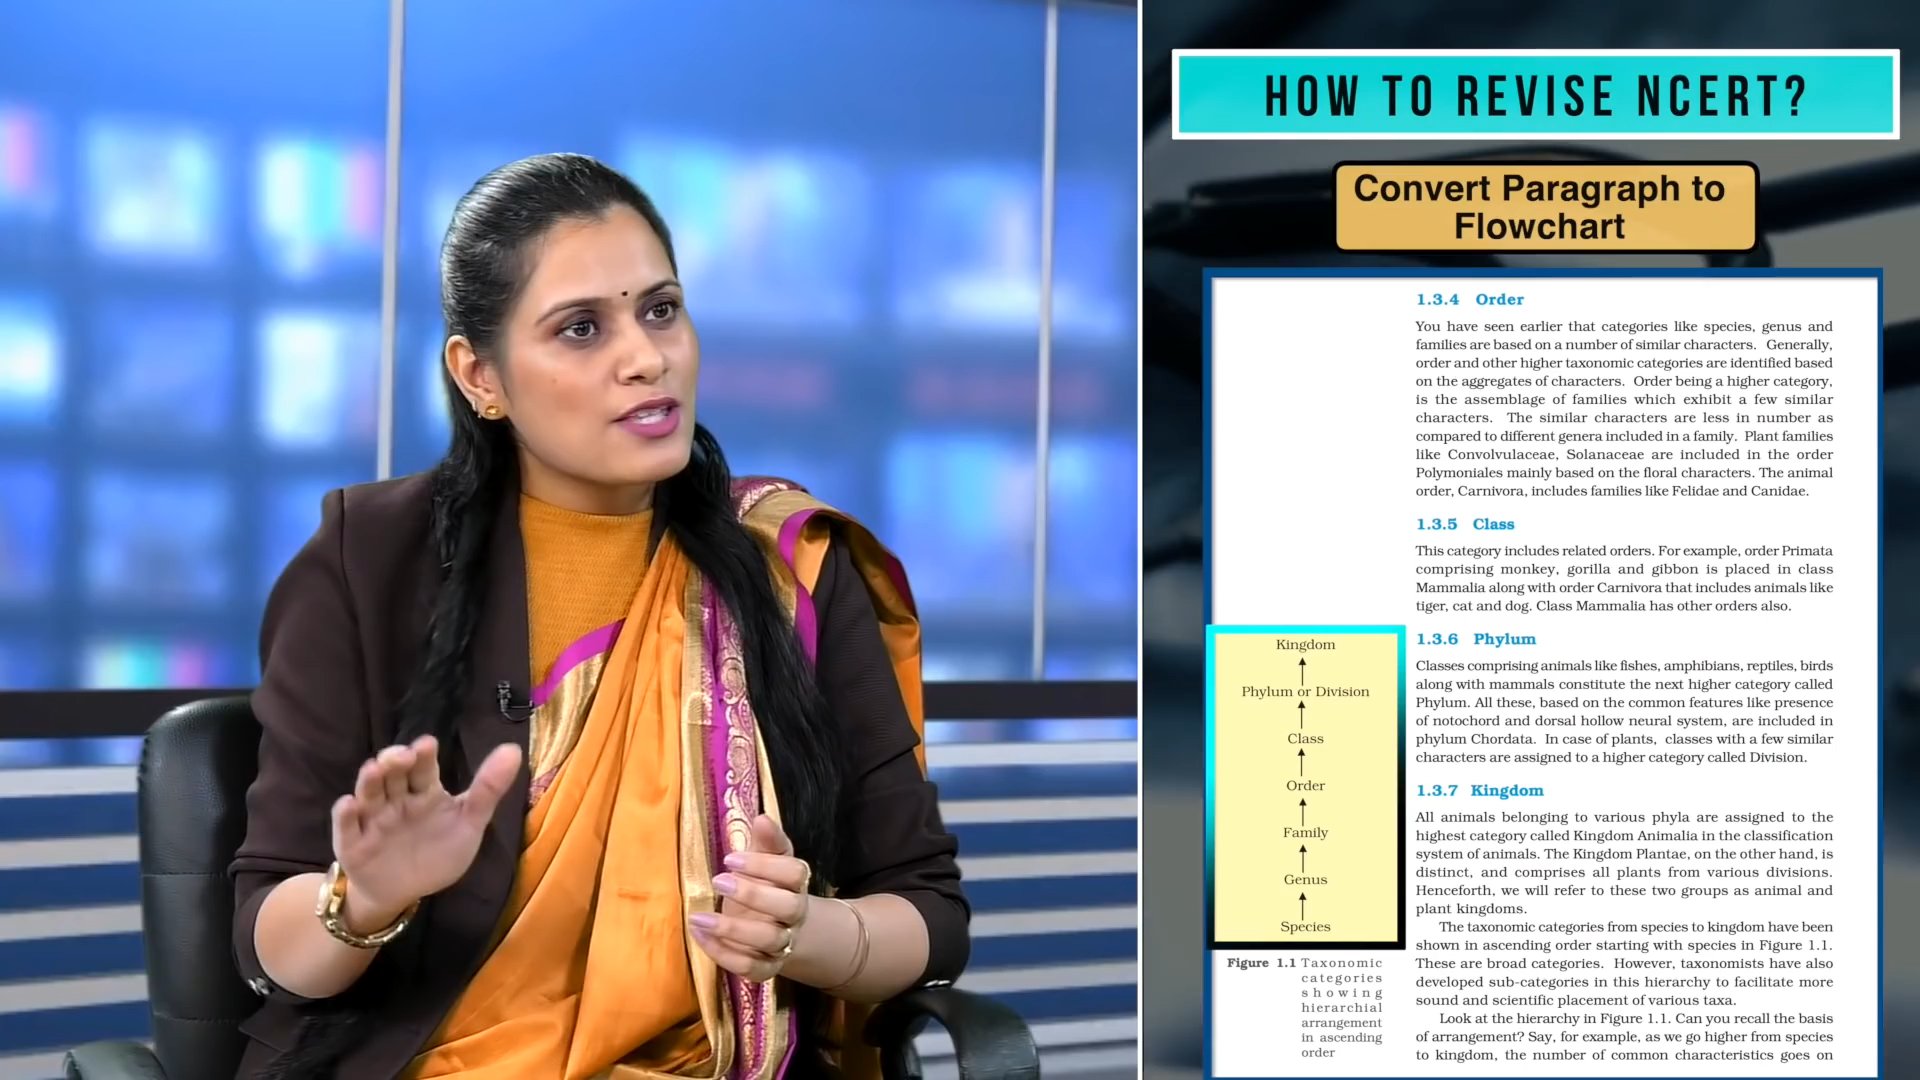 HOW TO REVISE NCERT?
Convert Paragraph to
Flowchart
1.3.4 Order
You have seen earlier that categories like species, genus and
families are based on a number of similar characters. Generally,
order and other higher taxonomic categories are identified based
on the aggregates of characters. Order being a higher category,
is the assemblage of families which exhibit a few similar
characters. The similar characters are less in number as
compared to different genera included in a family. Plant families
like Convolvulaceae, Solanaceae are included in the order
Polymoniales mainly based on the floral characters. The animal
order, Carnivora, includes families like Felidae and Canidae.
1.3.5 Class
This category includes related orders. For example, order Primata
comprising monkey, gorilla and gibbon is placed in class
Mammalia along with order Carnivora that includes animals like
tiger, cat and dog. Class Mammalia has other orders also.
1.3.6 Phylum
Classes comprising animals like fishes, amphibians, reptiles, birds
along with mammals constitute the next higher category called
Phylum. All these, based on the common features like presence
of notochord and dorsal hollow neural system, are included in
phylum Chordata. In case of plants, classes with a few similar
characters are assigned to a higher category called Division.
1.3.7 Kingdom
All animals belonging to various phyla are assigned to the
highest category called Kingdom Animalia in the classification
system of animals. The Kingdom Plantae, on the other hand, is
distinct, and comprises all plants from various divisions.
Henceforth, we will refer to these two groups as animal and
plant kingdoms.
The taxonomic categories from species to kingdom have been
shown in ascending order starting with species in Figure 1.1.
These are broad categories. However, taxonomists have also
developed sub-categories in this hierarchy to facilitate more
sound and scientific placement of various taxa.
Look at the hierarchy in Figure 1.1. Can you recall the basis
of arrangement? Say, for example, as we go higher from species
to kingdom, the number of common characteristics goes on
Kingdom
Phylum or Division
Class
Order
Family
Genus
Species
Figure 1.1 Taxonomic
categories
showing
hierarchial
arrangement
in ascending
order